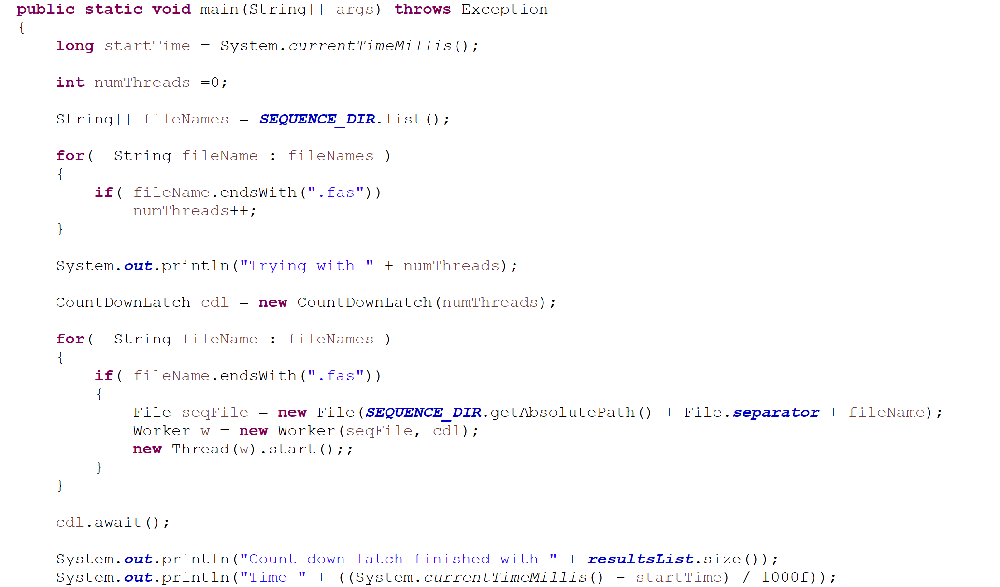 public static void main(String[] args) throws Exception
{
    long startTime = System.currentTimeMillis();

    int numThreads =0;

    String[] fileNames = SEQUENCE_DIR.list();

    for(  String fileName : fileNames )
    {
        if( fileName.endsWith(".fas"))
            numThreads++;
    }

    System.out.println("Trying with " + numThreads);

    CountDownLatch cdl = new CountDownLatch(numThreads);

    for(  String fileName : fileNames )
    {
        if( fileName.endsWith(".fas"))
        {
            File seqFile = new File(SEQUENCE_DIR.getAbsolutePath() + File.separator + fileName);
            Worker w = new Worker(seqFile, cdl);
            new Thread(w).start();;
        }
    }

    cdl.await();

    System.out.println("Count down latch finished with " + resultsList.size());
    System.out.println("Time " + ((System.currentTimeMillis() - startTime) / 1000f));